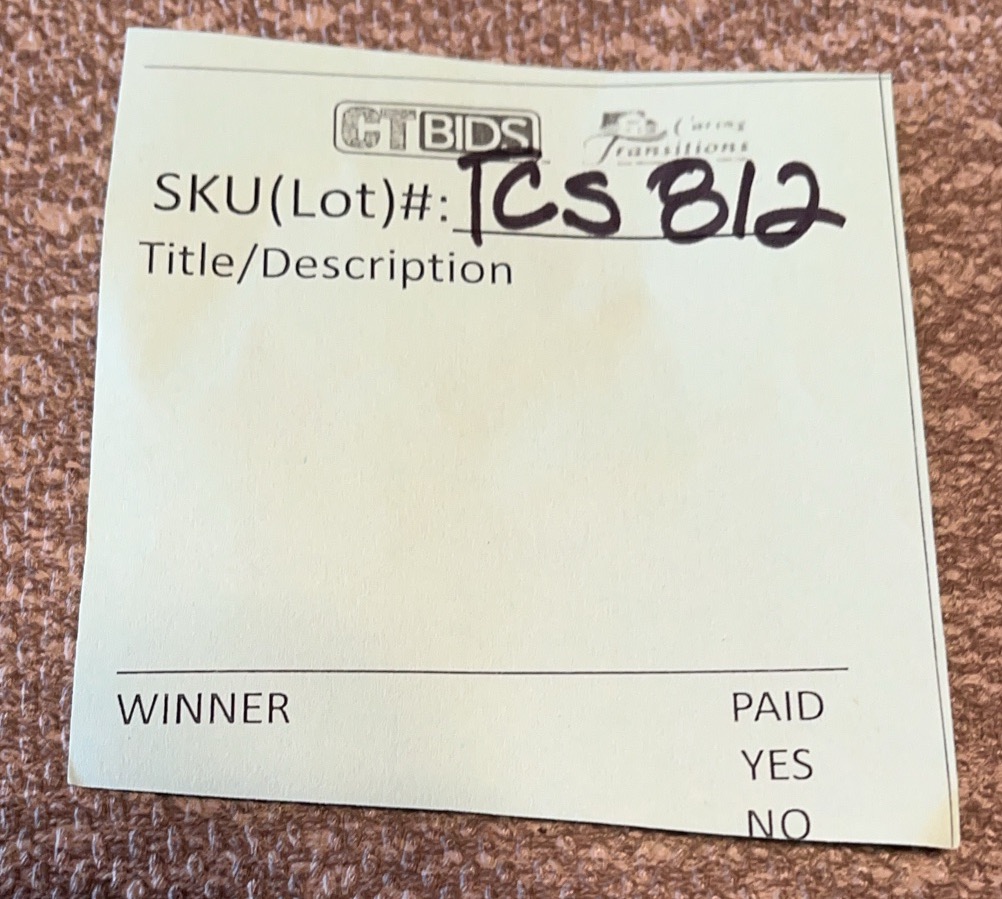 CTBIDS Caring Transitions
SKU(Lot)#: TCS 812
Title/Description
WINNER PAID
YES
NO